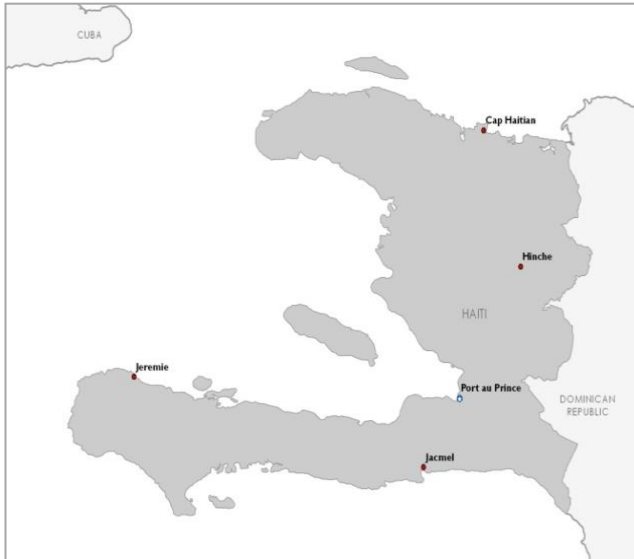 CUBA
Cap Haitian
Hinche
HAITI
Jeremie
Port au Prince
DOMINICAN
REPUBLIC
Jacmel